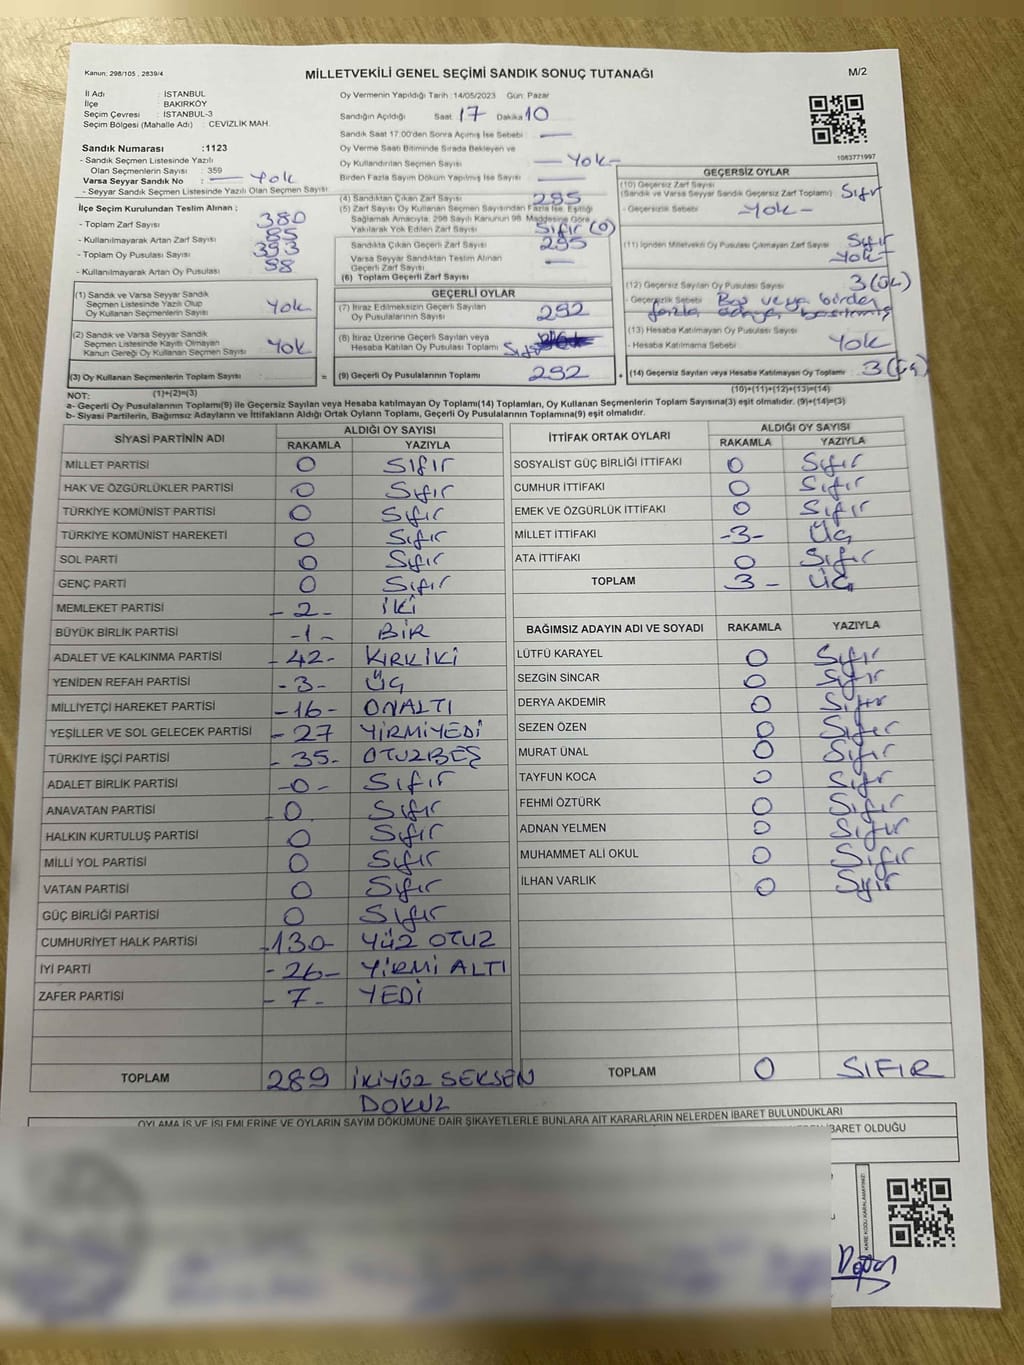 Kanun: 298/105 , 2839/4
MİLLETVEKİLİ GENEL SEÇİMİ SANDIK SONUÇ TUTANAĞI
M/2
İl Adı : İSTANBUL
İlçe : BAKIRKÖY
Seçim Çevresi : İSTANBUL-3
Seçim Bölgesi (Mahalle Adı) : CEVİZLİK MAH.
Oy Vermenin Yapıldığı Tarih :14/05/2023 Gün: Pazar
Sandığın Açıldığı Saat 17 Dakika 10
Sandık Saat 17.00'den Sonra Açılmış İse Sebebi : —
Oy Verme Saati Bitiminde Sırada Bekleyen ve
Oy Kullandırılan Seçmen Sayısı — Yok -
Birden Fazla Sayım Döküm Yapılmış İse Sayısı : —
1083771997
Sandık Numarası :1123
- Sandık Seçmen Listesinde Yazılı
Olan Seçmenlerin Sayısı : 359
Varsa Seyyar Sandık No : — Yok
- Seyyar Sandık Seçmen Listesinde Yazılı Olan Seçmen Sayısı
İlçe Seçim Kurulundan Teslim Alınan :
- Toplam Zarf Sayısı : 380
- Kullanılmayarak Artan Zarf Sayısı : 85
- Toplam Oy Pusulası Sayısı : 393
- Kullanılmayarak Artan Oy Pusulası : 98
(1) Sandık ve Varsa Seyyar Sandık
Seçmen Listesinde Yazılı Olup
Oy Kullanan Seçmenlerin Sayısı : Yok
(2) Sandık ve Varsa Seyyar Sandık
Seçmen Listesinde Kayıtlı Olmayan
Kanun Gereği Oy Kullanan Seçmen Sayısı : Yok
(3) Oy Kullanan Seçmenlerin Toplam Sayısı :
(4) Sandıktan Çıkan Zarf Sayısı : 295
(5) Zarf Sayısı Oy Kullanan Seçmen Sayısından Fazla İse, Eşitliği
Sağlamak Amacıyla; 298 Sayılı Kanunun 98. Maddesine Göre
Yakılarak Yok Edilen Zarf Sayısı : Sıfır (0)
Sandıkta Çıkan Geçerli Zarf Sayısı : 295
Varsa Seyyar Sandıktan Teslim Alınan
Geçerli Zarf Sayısı : —
(6) Toplam Geçerli Zarf Sayısı
GEÇERLİ OYLAR
(7) İtiraz Edilmeksizin Geçerli Sayılan
Oy Pusulalarının Sayısı : 292
(8) İtiraz Üzerine Geçerli Sayılan veya
Hesaba Katılan Oy Pusulası Toplamı : Sıfır
= (9) Geçerli Oy Pusulalarının Toplamı : 292
GEÇERSİZ OYLAR
(10) Geçersiz Zarf Sayısı
(Sandık ve Varsa Seyyar Sandık Geçersiz Zarf Toplamı) : Sıfır
- Geçersizlik Sebebi : -Yok-
(11) İçinden Milletvekili Oy Pusulası Çıkmayan Zarf Sayısı : Sıfır
Yok
(12) Geçersiz Sayılan Oy Pusulası Sayısı : 3 (Üç)
- Geçersizlik Sebebi : Boş veya birden
fazla adaya basılmış
(13) Hesaba Katılmayan Oy Pusulası Sayısı :
- Hesaba Katılmama Sebebi : Yok
+ (14) Geçersiz Sayılan veya Hesaba Katılmayan Oy Toplamı : 3 (Üç)
NOT: (1)+(2)=(3) (10)+(11)+(12)+(13)=(14)
a- Geçerli Oy Pusulalarının Toplamı(9) ile Geçersiz Sayılan veya Hesaba Katılmayan Oy Toplamı(14) Toplamları, Oy Kullanan Seçmenlerin Toplam Sayısına(3) eşit olmalıdır. (9)+(14)=(3)
b- Siyasi Partilerin, Bağımsız Adayların ve İttifakların Aldığı Ortak Oyların Toplamı, Geçerli Oy Pusulalarının Toplamına(9) eşit olmalıdır.
SİYASİ PARTİNİN ADI ALDIĞI OY SAYISI
RAKAMLA YAZIYLA
MİLLET PARTİSİ 0 SIFIR
HAK VE ÖZGÜRLÜKLER PARTİSİ 0 Sıfır
TÜRKİYE KOMÜNİST PARTİSİ 0 Sıfır
TÜRKİYE KOMÜNİST HAREKETİ 0 Sıfır
SOL PARTİ 0 Sıfır
GENÇ PARTİ 0 Sıfır
MEMLEKET PARTİSİ - 2 - İKİ
BÜYÜK BİRLİK PARTİSİ -1- BİR
ADALET VE KALKINMA PARTİSİ - 42 - KIRKİKİ
YENİDEN REFAH PARTİSİ - 3 - ÜÇ
MİLLİYETÇİ HAREKET PARTİSİ -16- ONALTI
YEŞİLLER VE SOL GELECEK PARTİSİ - 27 YİRMİYEDİ
TÜRKİYE İŞÇİ PARTİSİ - 35 - OTUZBEŞ
ADALET BİRLİK PARTİSİ -0- Sıfır
ANAVATAN PARTİSİ 0 Sıfır
HALKIN KURTULUŞ PARTİSİ 0 Sıfır
MİLLİ YOL PARTİSİ 0 Sıfır
VATAN PARTİSİ 0 Sıfır
GÜÇ BİRLİĞİ PARTİSİ 0 Sıfır
CUMHURİYET HALK PARTİSİ -130- YÜZ OTUZ
İYİ PARTİ - 26 - YİRMİ ALTI
ZAFER PARTİSİ - 7 - YEDİ
TOPLAM 289 İKİYÜZ SEKSEN
DOKUZ
İTTİFAK ORTAK OYLARI ALDIĞI OY SAYISI
RAKAMLA YAZIYLA
SOSYALİST GÜÇ BİRLİĞİ İTTİFAKI 0 Sıfır
CUMHUR İTTİFAKI 0 Sıfır
EMEK VE ÖZGÜRLÜK İTTİFAKI 0 Sıfır
MİLLET İTTİFAKI -3- Üç
ATA İTTİFAKI 0 Sıfır
TOPLAM 3 - Üç
BAĞIMSIZ ADAYIN ADI VE SOYADI RAKAMLA YAZIYLA
LÜTFÜ KARAYEL 0 Sıfır
SEZGİN SİNCAR 0 Sıfır
DERYA AKDEMİR 0 Sıfır
SEZEN ÖZEN 0 Sıfır
MURAT ÜNAL 0 Sıfır
TAYFUN KOCA 0 Sıfır
FEHMİ ÖZTÜRK 0 Sıfır
ADNAN YELMEN 0 Sıfır
MUHAMMET ALİ OKUL 0 Sıfır
İLHAN VARLIK 0 Sıfır
TOPLAM 0 SIFIR
OYLAMA İŞ VE İŞLEMLERİNE VE OYLARIN SAYIM DÖKÜMÜNE DAİR ŞİKAYETLERLE BUNLARA AİT KARARLARIN NELERDEN İBARET BULUNDUKLARI
İBARET OLDUĞU